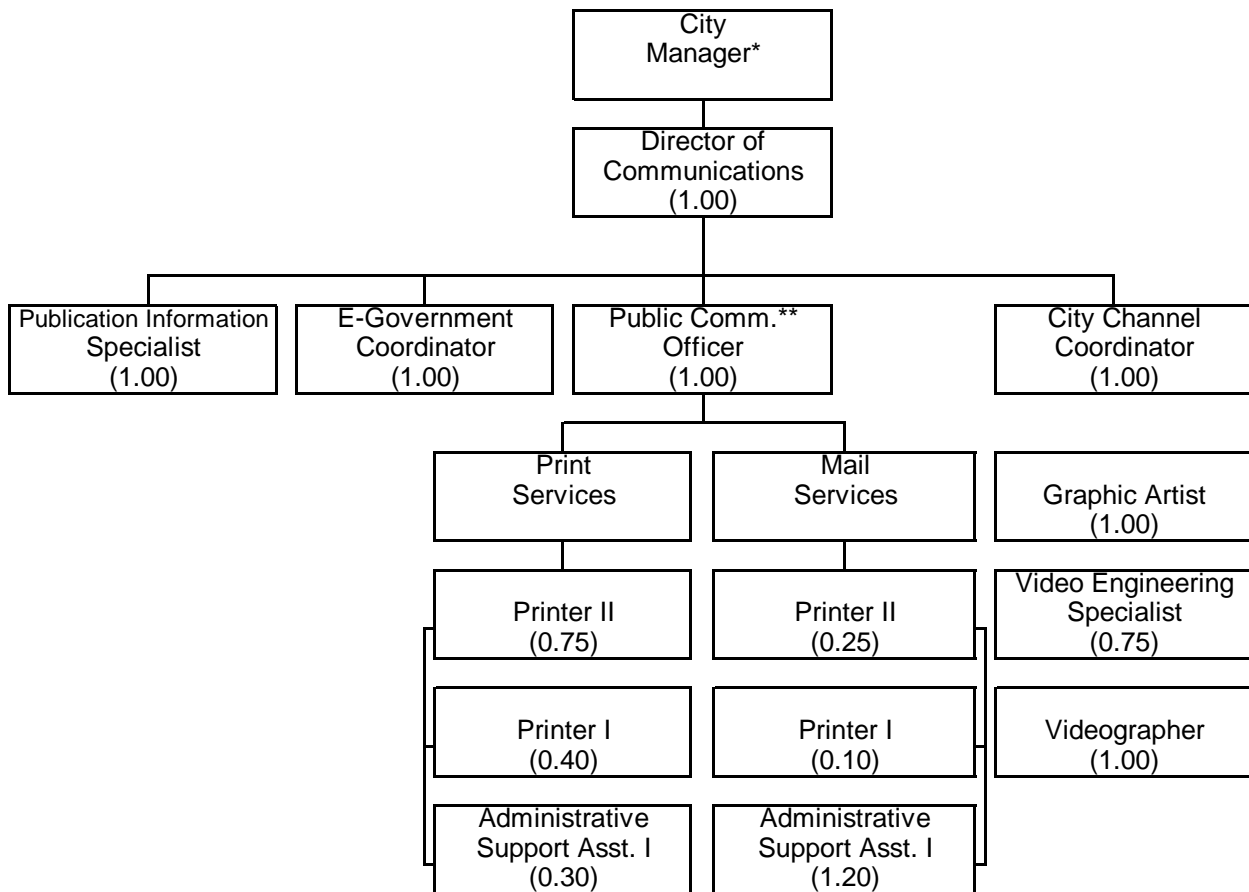 City
Manager*
Director of
Communications
(1.00)
Publication Information
Specialist
(1.00)
E-Government
Coordinator
(1.00)
Public Comm.**
Officer
(1.00)
City Channel
Coordinator
(1.00)
Print
Services
Mail
Services
Graphic Artist
(1.00)
Printer II
(0.75)
Printer II
(0.25)
Video Engineering
Specialist
(0.75)
Printer I
(0.40)
Printer I
(0.10)
Videographer
(1.00)
Administrative
Support Asst. I
(0.30)
Administrative
Support Asst. I
(1.20)